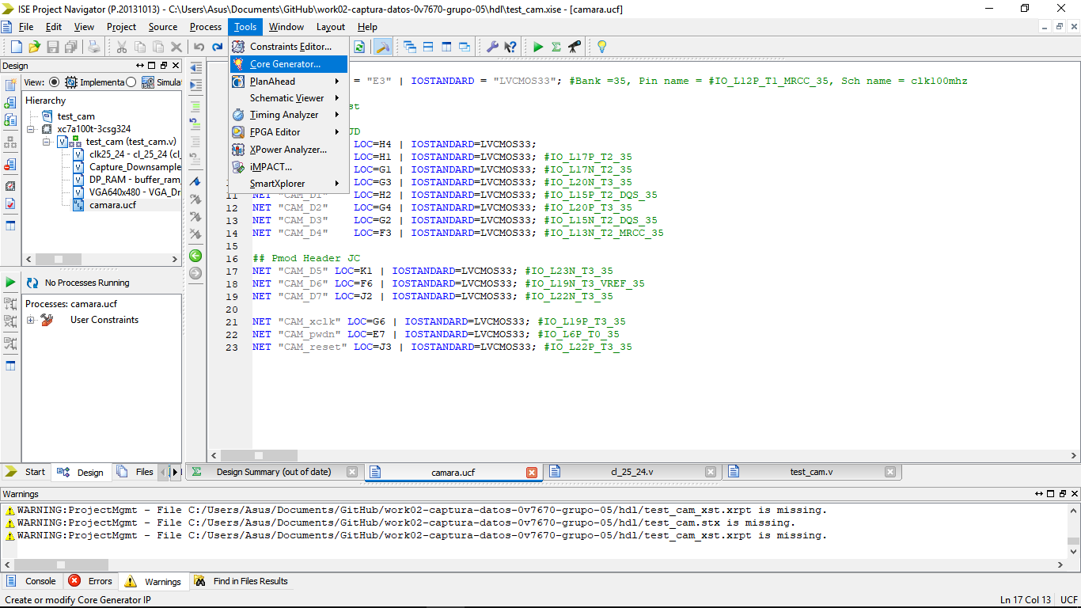 ISE Project Navigator (P.20131013) - C:\Users\Asus\Documents\GitHub\work02-captura-datos-0v7670-grupo-05\hdl\test_cam.xise - [camara.ucf]
File Edit View Project Source Process Tools Window Layout Help
Design
View: Implementa Simulat
Hierarchy
test_cam
xc7a100t-3csg324
test_cam (test_cam.v)
clk25_24 - cl_25_24 (cl_
Capture_Downsample
DP_RAM - buffer_ram_
VGA640x480 - VGA_Dr
camara.ucf
No Processes Running
Processes: camara.ucf
User Constraints
Start Design Files
Constraints Editor...
Core Generator...
PlanAhead
Schematic Viewer
Timing Analyzer
FPGA Editor
XPower Analyzer...
iMPACT...
SmartXplorer
= "E3" | IOSTANDARD = "LVCMOS33"; #Bank =35, Pin name = #IO_L12P_T1_MRCC_35, Sch name = clk100mhz
st
JD
LOC=H4 | IOSTANDARD=LVCMOS33;
LOC=H1 | IOSTANDARD=LVCMOS33; #IO_L17P_T2_35
LOC=G1 | IOSTANDARD=LVCMOS33; #IO_L17N_T2_35
LOC=G3 | IOSTANDARD=LVCMOS33; #IO_L20N_T3_35
11 NET "CAM_D1" LOC=H2 | IOSTANDARD=LVCMOS33; #IO_L15P_T2_DQS_35
12 NET "CAM_D2" LOC=G4 | IOSTANDARD=LVCMOS33; #IO_L20P_T3_35
13 NET "CAM_D3" LOC=G2 | IOSTANDARD=LVCMOS33; #IO_L15N_T2_DQS_35
14 NET "CAM_D4" LOC=F3 | IOSTANDARD=LVCMOS33; #IO_L13N_T2_MRCC_35
15
16 ## Pmod Header JC
17 NET "CAM_D5" LOC=K1 | IOSTANDARD=LVCMOS33; #IO_L23N_T3_35
18 NET "CAM_D6" LOC=F6 | IOSTANDARD=LVCMOS33; #IO_L19N_T3_VREF_35
19 NET "CAM_D7" LOC=J2 | IOSTANDARD=LVCMOS33; #IO_L22N_T3_35
20
21 NET "CAM_xclk" LOC=G6 | IOSTANDARD=LVCMOS33; #IO_L19P_T3_35
22 NET "CAM_pwdn" LOC=E7 | IOSTANDARD=LVCMOS33; #IO_L6P_T0_35
23 NET "CAM_reset" LOC=J3 | IOSTANDARD=LVCMOS33; #IO_L22P_T3_35
Design Summary (out of date) camara.ucf cl_25_24.v test_cam.v
Warnings
WARNING:ProjectMgmt - File C:/Users/Asus/Documents/GitHub/work02-captura-datos-0v7670-grupo-05/hdl/test_cam_xst.xrpt is missing.
WARNING:ProjectMgmt - File C:/Users/Asus/Documents/GitHub/work02-captura-datos-0v7670-grupo-05/hdl/test_cam.stx is missing.
WARNING:ProjectMgmt - File C:/Users/Asus/Documents/GitHub/work02-captura-datos-0v7670-grupo-05/hdl/test_cam_xst.xrpt is missing.
Console Errors Warnings Find in Files Results
Create or modify Core Generator IP
Ln 17 Col 13 UCF